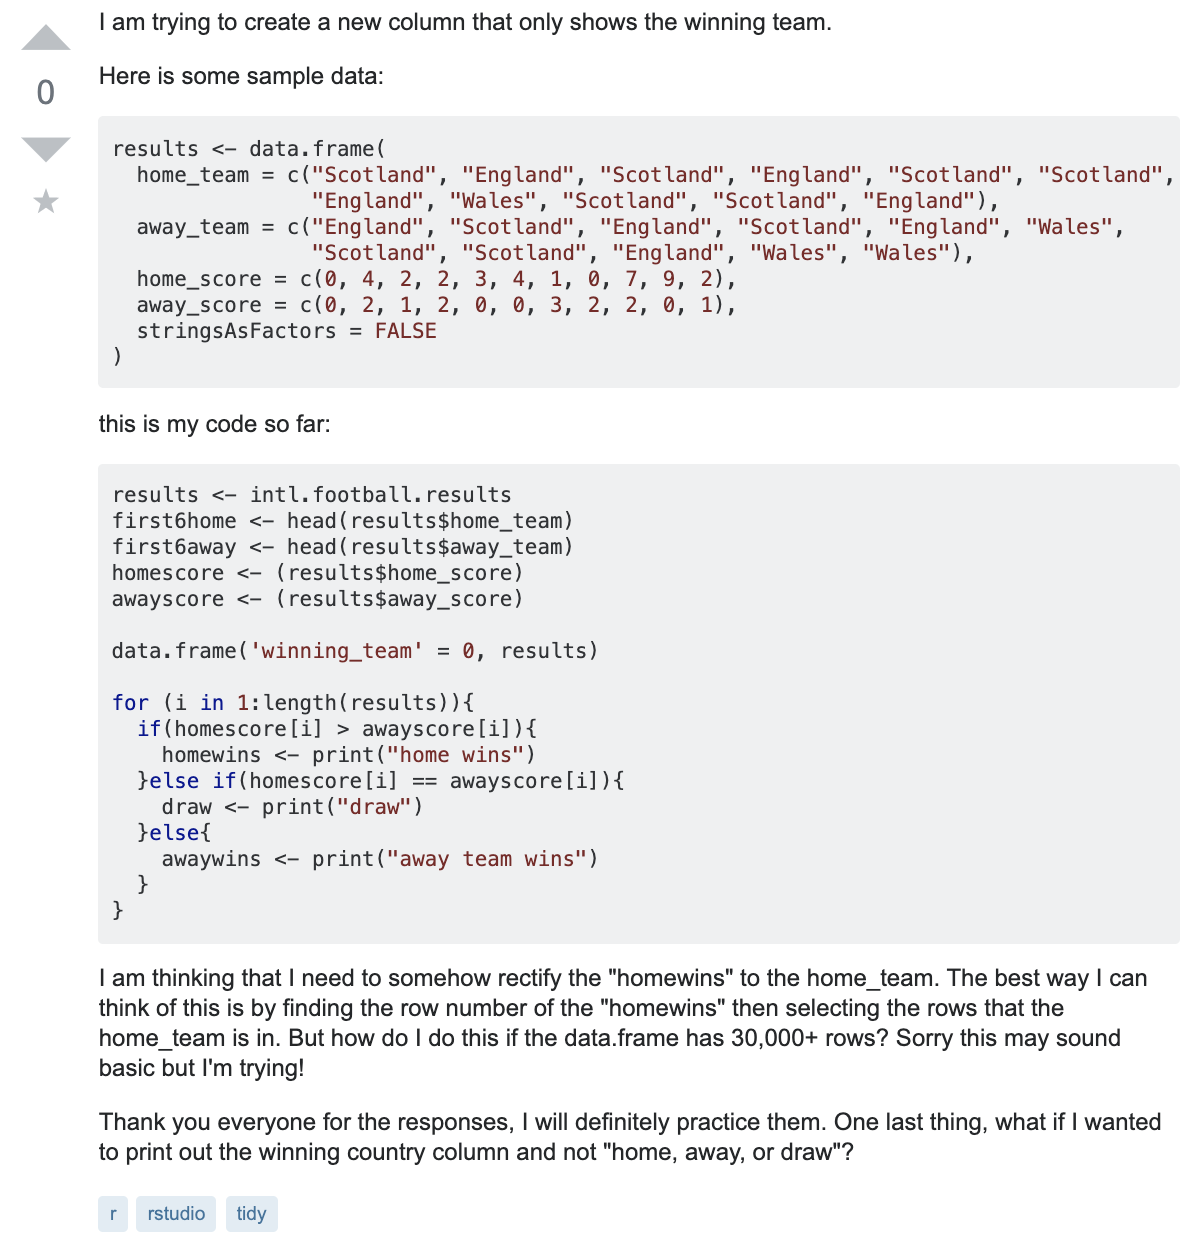 I am trying to create a new column that only shows the winning team.
0
Here is some sample data:
results <- data.frame(
  home_team = c("Scotland", "England", "Scotland", "England", "Scotland", "Scotland",
                "England", "Wales", "Scotland", "Scotland", "England"),
  away_team = c("England", "Scotland", "England", "Scotland", "England", "Wales",
                "Scotland", "Scotland", "England", "Wales", "Wales"),
  home_score = c(0, 4, 2, 2, 3, 4, 1, 0, 7, 9, 2),
  away_score = c(0, 2, 1, 2, 0, 0, 3, 2, 2, 0, 1),
  stringsAsFactors = FALSE
)
this is my code so far:
results <- intl.football.results
first6home <- head(results$home_team)
first6away <- head(results$away_team)
homescore <- (results$home_score)
awayscore <- (results$away_score)
data.frame('winning_team' = 0, results)
for (i in 1:length(results)){
  if(homescore[i] > awayscore[i]){
    homewins <- print("home wins")
  }else if(homescore[i] == awayscore[i]){
    draw <- print("draw")
  }else{
    awaywins <- print("away team wins")
  }
}
I am thinking that I need to somehow rectify the "homewins" to the home_team. The best way I can
think of this is by finding the row number of the "homewins" then selecting the rows that the
home_team is in. But how do I do this if the data.frame has 30,000+ rows? Sorry this may sound
basic but I'm trying!
Thank you everyone for the responses, I will definitely practice them. One last thing, what if I wanted
to print out the winning country column and not "home, away, or draw"?
r rstudio tidy